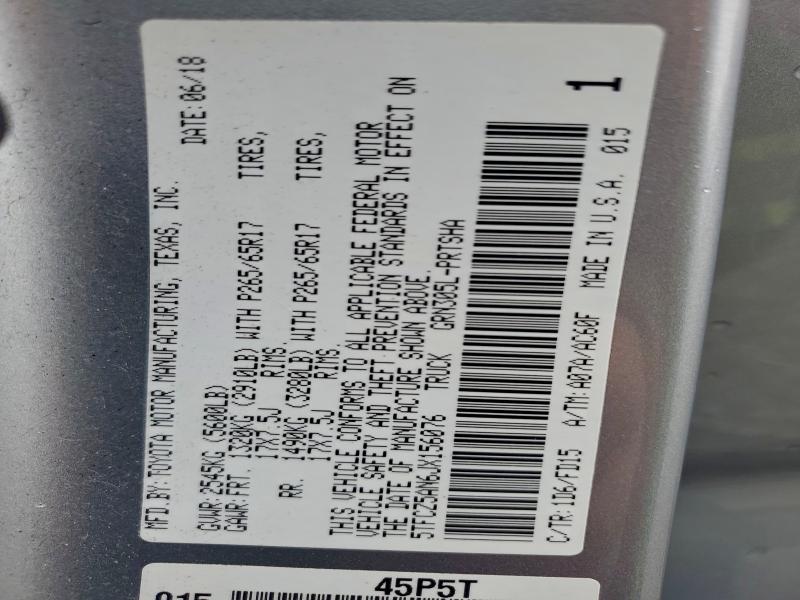 MFD.BY:TOYOTA MOTOR MANUFACTURING, TEXAS, INC. DATE:06/18
GVWR:2545KG (5600LB)
GAWR:FRT. 1320KG (2910LB) WITH P265/65R17 TIRES,
17X7.5J RIMS.
RR. 1490KG (3280LB) WITH P265/65R17 TIRES,
17X7.5J RIMS.
THIS VEHICLE CONFORMS TO ALL APPLICABLE FEDERAL MOTOR
VEHICLE SAFETY AND THEFT PREVENTION STANDARDS IN EFFECT ON
THE DATE OF MANUFACTURE SHOWN ABOVE.
5TFCZ5AN6JX156076 TRUCK GRN305L-PRTSHA
C/TR:1D6/FD15 A/TM:A07A/AC60F MADE IN U.S.A. 015
1
45P5T
015